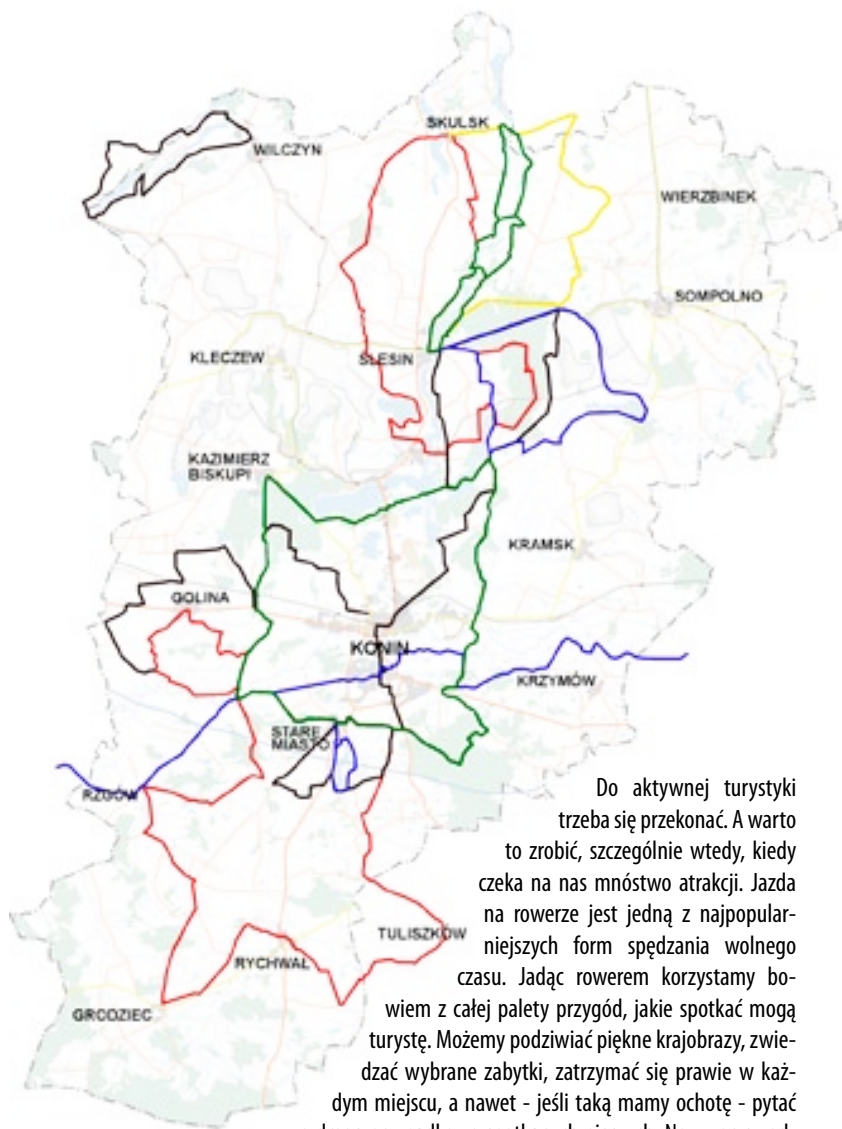 SKULSK
WILCZYN
WIERZBINEK
SOMPOLNO
KLECZEW
ŚLESIN
KAZIMIERZ
BISKUPI
KRAMSK
GOLINA
KONIN
KRZYMÓW
STARE
MIASTO
RZGÓW
TULISZKÓW
RYCHWAŁ
GRODZIEC
Do aktywnej turystyki
trzeba się przekonać. A warto
to zrobić, szczególnie wtedy, kiedy
czeka na nas mnóstwo atrakcji. Jazda
na rowerze jest jedną z najpopular-
niejszych form spędzania wolnego
czasu. Jadąc rowerem korzystamy bo-
wiem z całej palety przygód, jakie spotkać mogą
turystę. Możemy podziwiać piękne krajobrazy, zwie-
dzać wybrane zabytki, zatrzymać się prawie w każ-
dym miejscu, a nawet - jeśli taką mamy ochotę - pytać